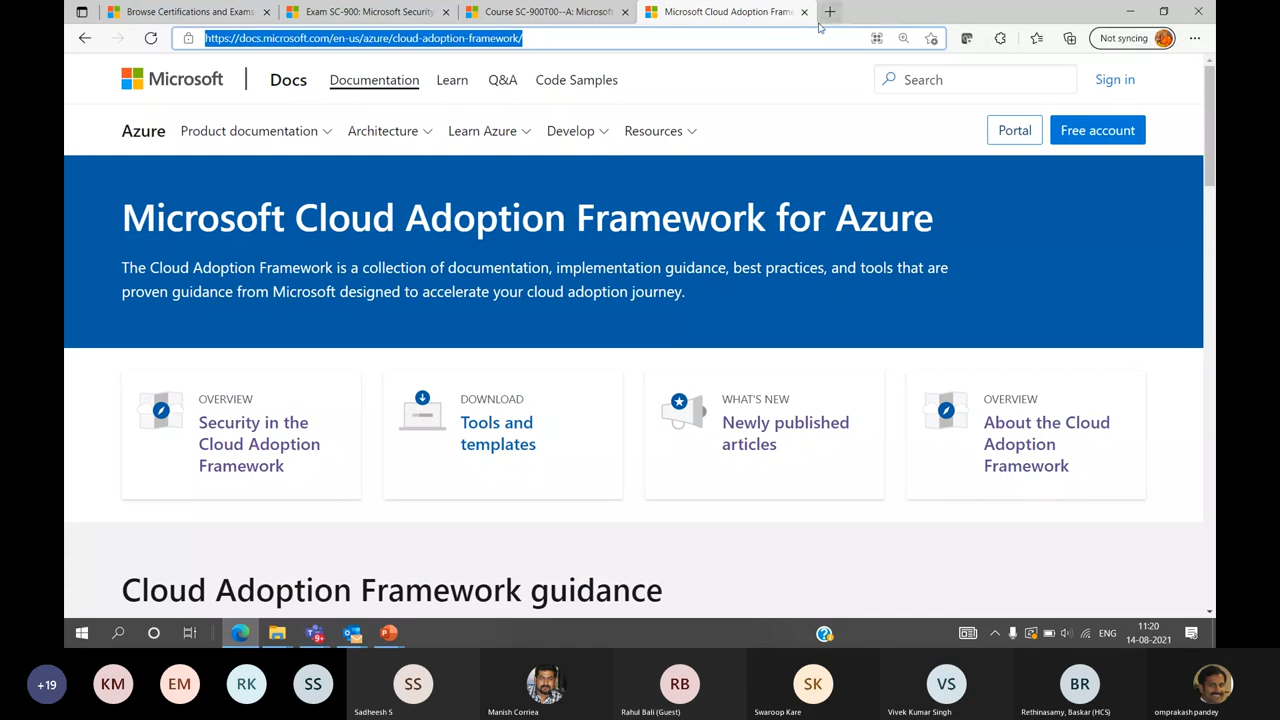 Browse Certifications and Exams
Exam SC-900: Microsoft Security
Course SC-900T00--A: Microsoft
Microsoft Cloud Adoption Frame
https://docs.microsoft.com/en-us/azure/cloud-adoption-framework/
Not syncing
Microsoft
Docs
Documentation
Learn
Q&A
Code Samples
Search
Sign in
Azure
Product documentation
Architecture
Learn Azure
Develop
Resources
Portal
Free account
Microsoft Cloud Adoption Framework for Azure
The Cloud Adoption Framework is a collection of documentation, implementation guidance, best practices, and tools that are
proven guidance from Microsoft designed to accelerate your cloud adoption journey.
OVERVIEW
Security in the
Cloud Adoption
Framework
DOWNLOAD
Tools and
templates
WHAT'S NEW
Newly published
articles
OVERVIEW
About the Cloud
Adoption
Framework
Cloud Adoption Framework guidance
ENG
11:20
14-08-2021
+19
KM
EM
RK
SS
SS
Sadheesh S
Manish Corriea
RB
Rahul Bali (Guest)
SK
Swaroop Kare
VS
Vivek Kumar Singh
BR
Rethinasamy, Baskar (HCS)
omprakash pandey